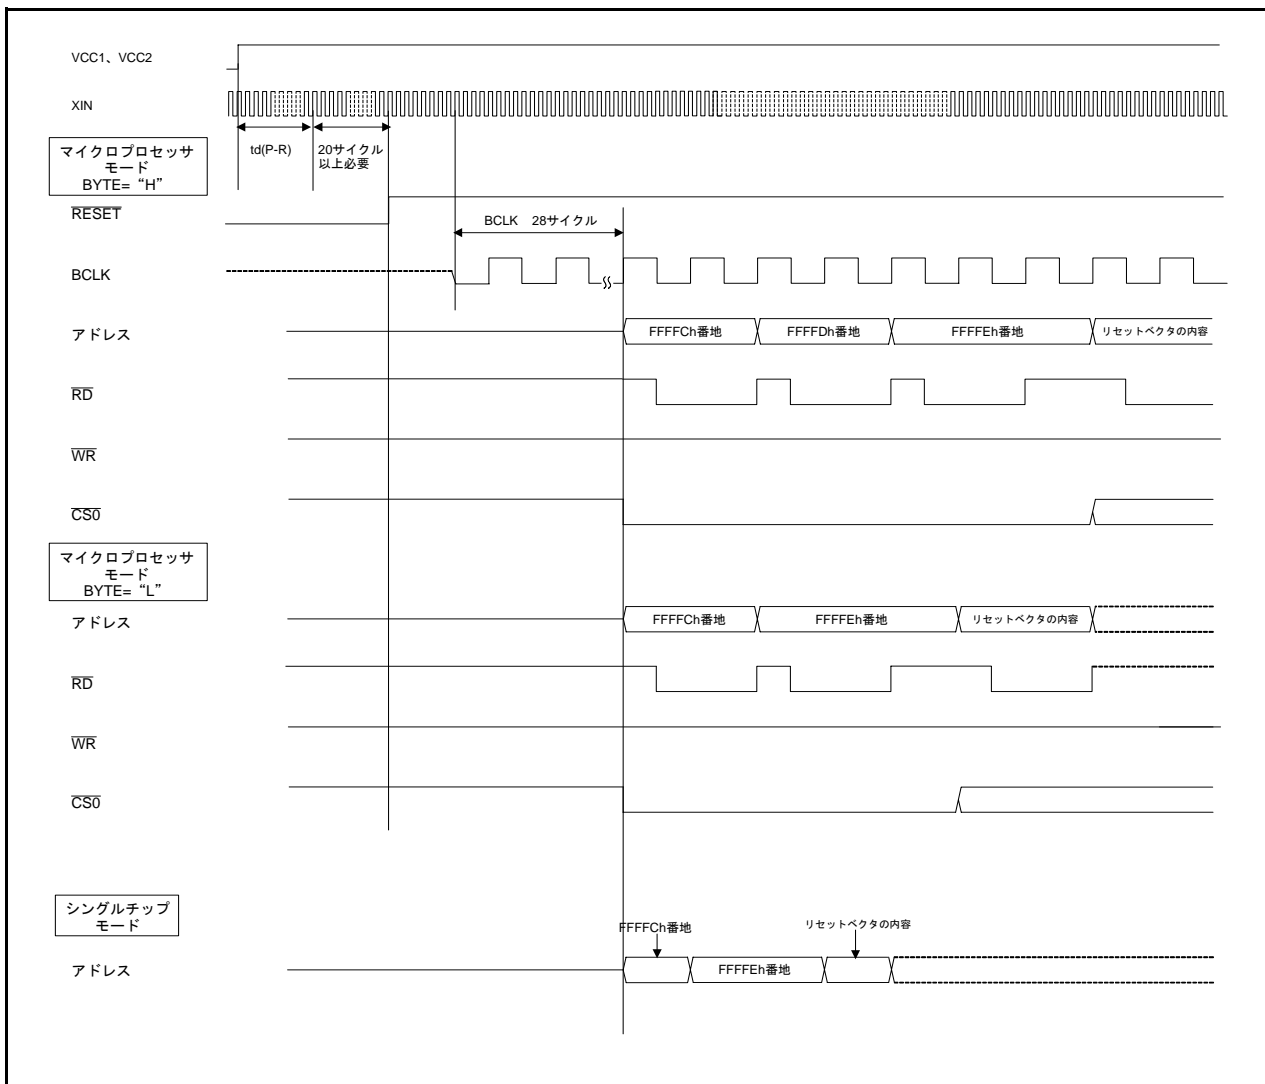 VCC1、VCC2
XIN
td(P-R)
20サイクル
以上必要
マイクロプロセッサ
モード
BYTE= “H”
RESET
BCLK 28サイクル
BCLK
アドレス
FFFFCh番地
FFFFDh番地
FFFFEh番地
リセットベクタの内容
RD
WR
CS0
マイクロプロセッサ
モード
BYTE= “L”
アドレス
FFFFCh番地
FFFFEh番地
リセットベクタの内容
RD
WR
CS0
シングルチップ
モード
FFFFCh番地
リセットベクタの内容
アドレス
FFFFEh番地